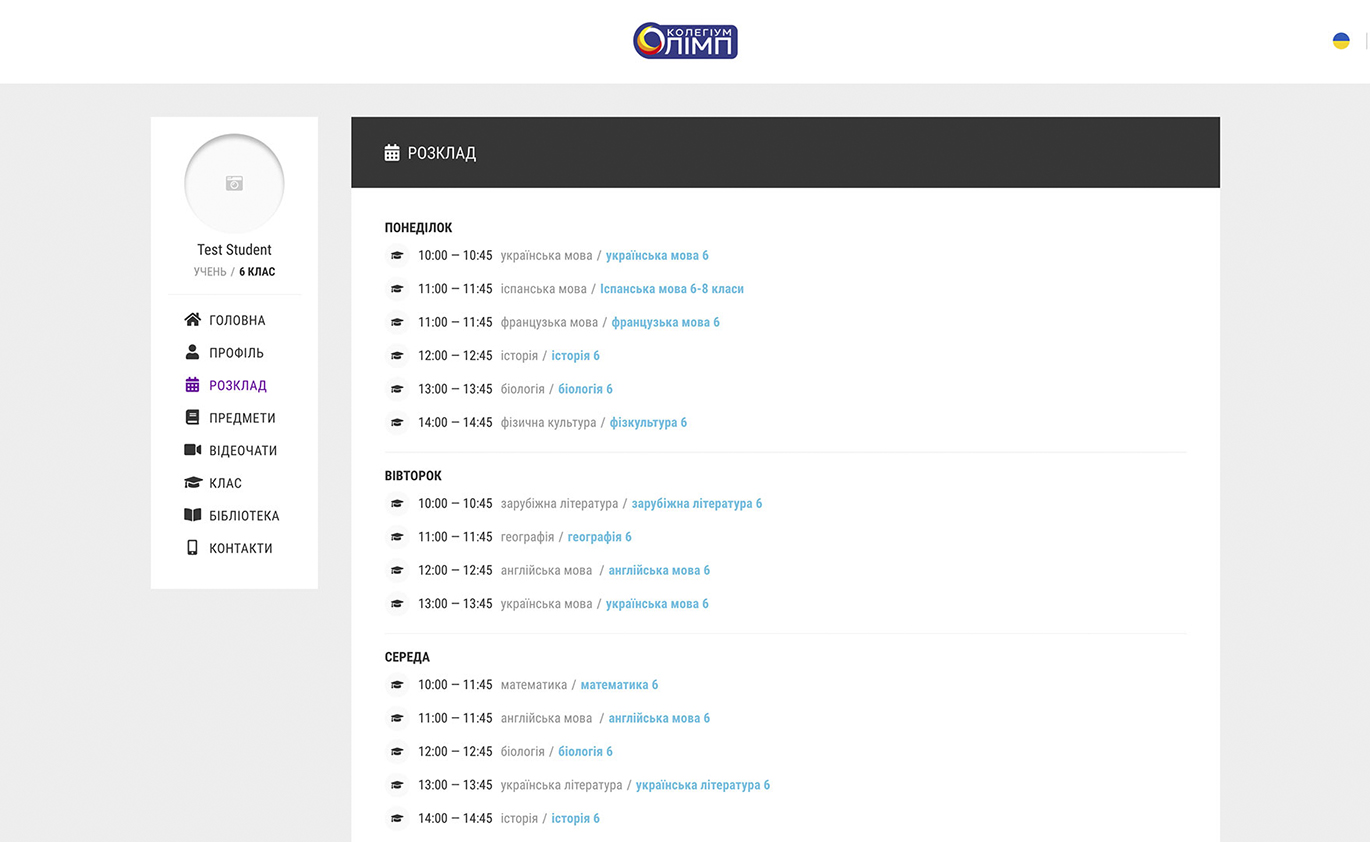 КОЛЕГІУМ
ОЛІМП
Test Student
УЧЕНЬ / 6 КЛАС
ГОЛОВНА
ПРОФІЛЬ
РОЗКЛАД
ПРЕДМЕТИ
ВІДЕОЧАТИ
КЛАС
БІБЛІОТЕКА
КОНТАКТИ
РОЗКЛАД
ПОНЕДІЛОК
10:00 — 10:45 українська мова / українська мова 6
11:00 — 11:45 іспанська мова / Іспанська мова 6-8 класи
11:00 — 11:45 французька мова / французька мова 6
12:00 — 12:45 історія / історія 6
13:00 — 13:45 біологія / біологія 6
14:00 — 14:45 фізична культура / фізкультура 6
ВІВТОРОК
10:00 — 10:45 зарубіжна література / зарубіжна література 6
11:00 — 11:45 географія / географія 6
12:00 — 12:45 англійська мова / англійська мова 6
13:00 — 13:45 українська мова / українська мова 6
СЕРЕДА
10:00 — 11:45 математика / математика 6
11:00 — 11:45 англійська мова / англійська мова 6
12:00 — 12:45 біологія / біологія 6
13:00 — 13:45 українська література / українська література 6
14:00 — 14:45 історія / історія 6